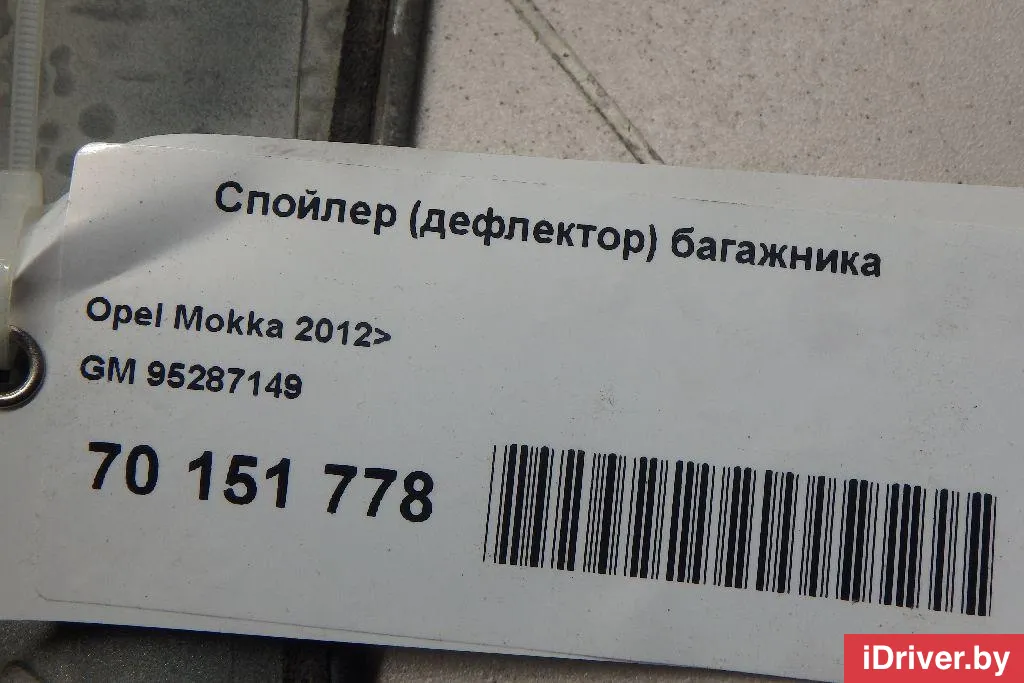 Спойлер (дефлектор) багажника
Opel Mokka 2012>
GM 95287149
70 151 778
iDriver.by